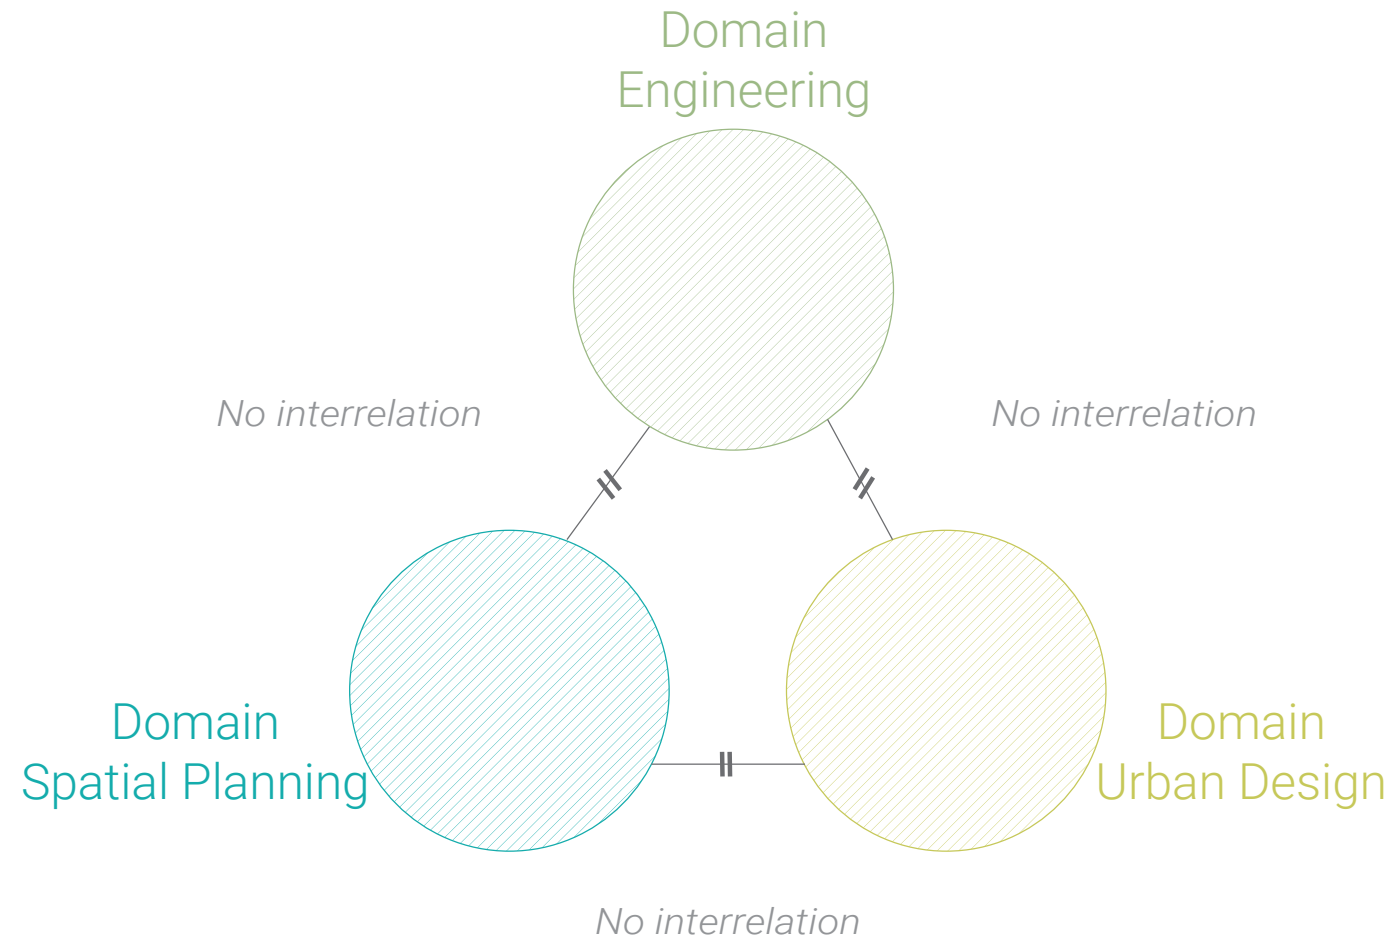 Domain
Engineering
No interrelation
No interrelation
Domain
Spatial Planning
Domain
Urban Design
No interrelation